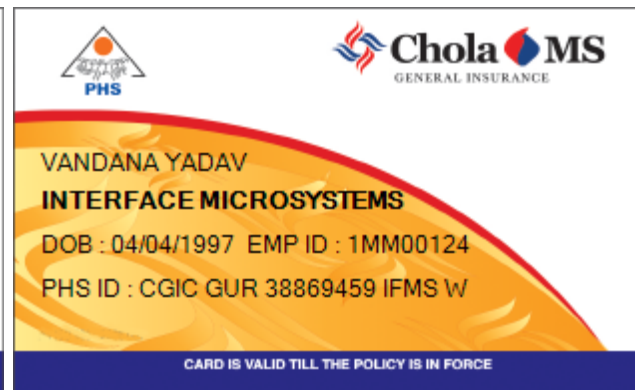 PHS
Chola MS
GENERAL INSURANCE
VANDANA YADAV
INTERFACE MICROSYSTEMS
DOB : 04/04/1997 EMP ID : 1MM00124
PHS ID : CGIC GUR 38869459 IFMS W
CARD IS VALID TILL THE POLICY IS IN FORCE